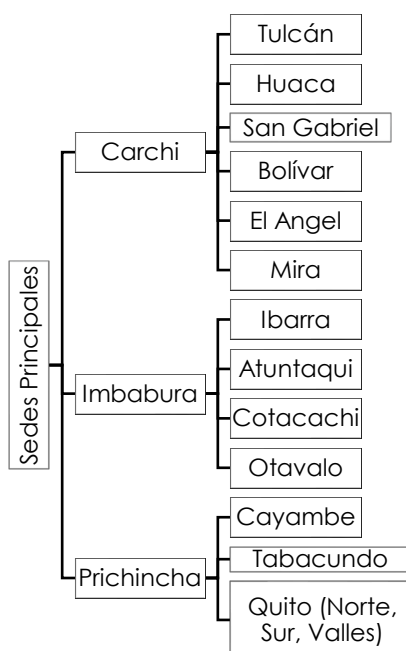 Sedes Principales
Carchi
Tulcán
Huaca
San Gabriel
Bolívar
El Angel
Mira
Imbabura
Ibarra
Atuntaqui
Cotacachi
Otavalo
Prichincha
Cayambe
Tabacundo
Quito (Norte,
Sur, Valles)